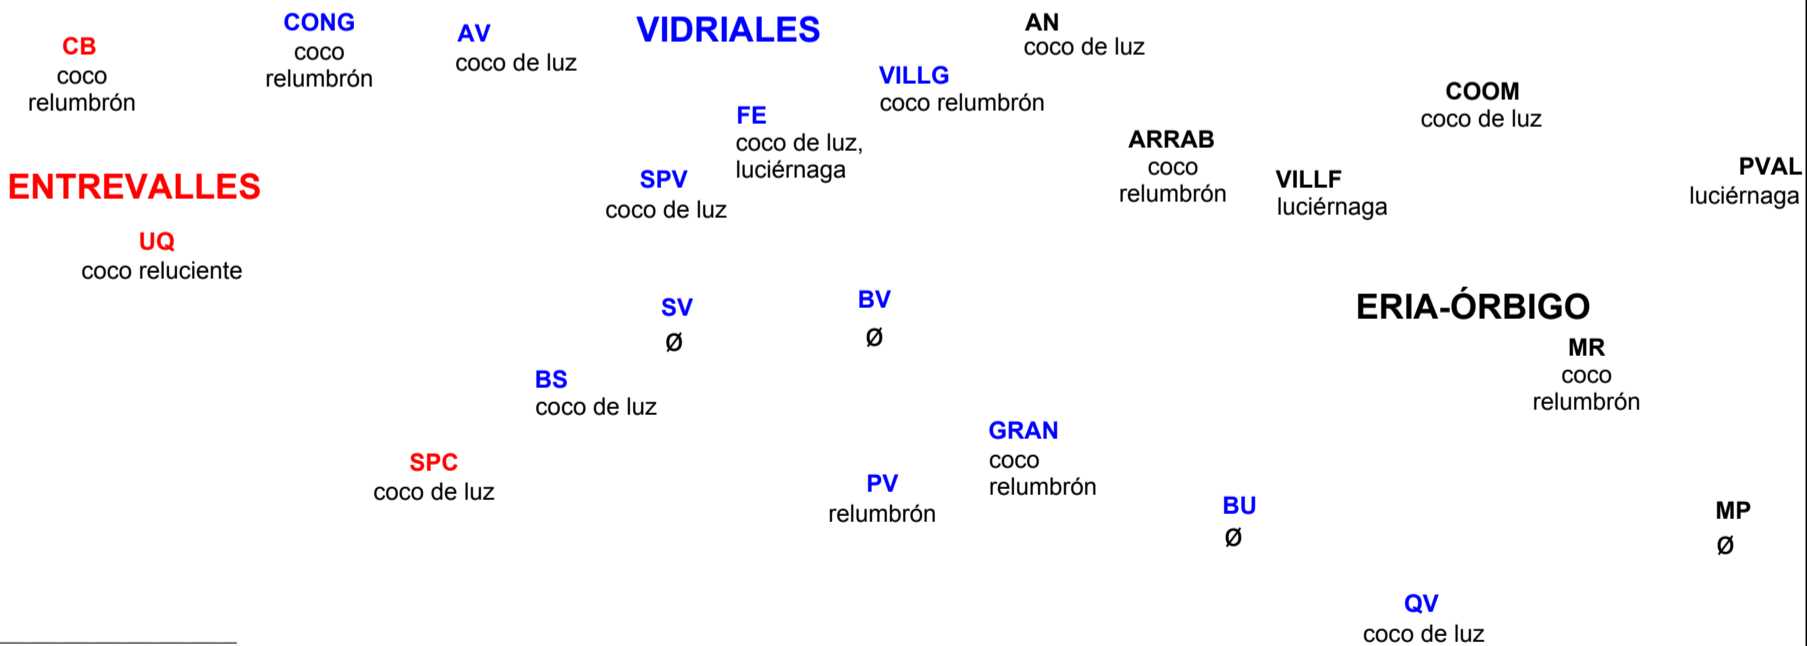 CB
coco
relumbrón
CONG
coco
relumbrón
AV
coco de luz
VIDRIALES
AN
coco de luz
VILLG
coco relumbrón
FE
coco de luz,
luciérnaga
COOM
coco de luz
ARRAB
coco
relumbrón
VILLF
luciérnaga
PVAL
luciérnaga
ENTREVALLES
SPV
coco de luz
UQ
coco reluciente
SV
Ø
BV
Ø
ERIA-ÓRBIGO
MR
coco
relumbrón
BS
coco de luz
GRAN
coco
relumbrón
SPC
coco de luz
PV
relumbrón
BU
Ø
MP
Ø
QV
coco de luz